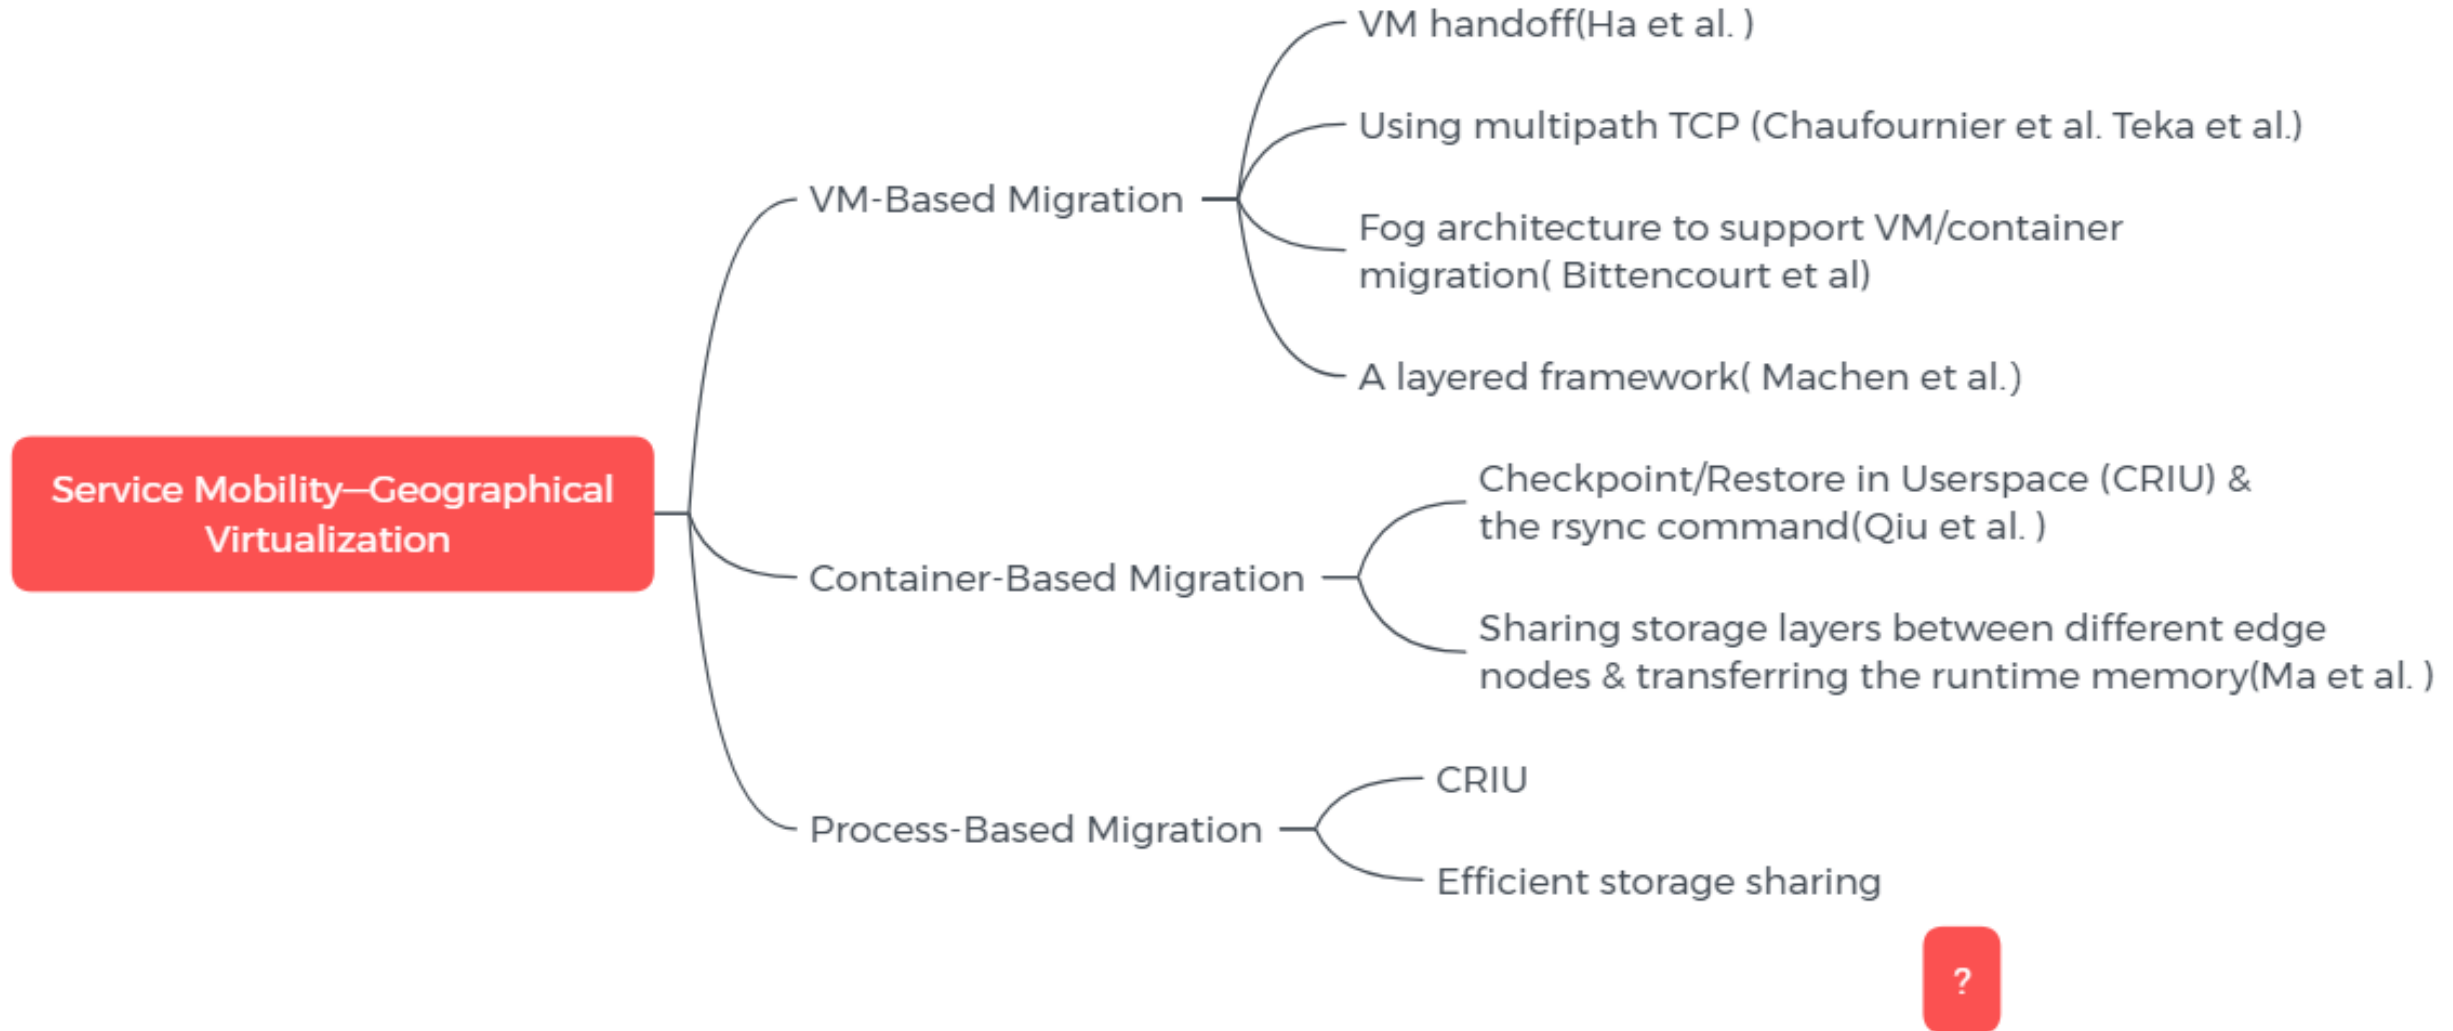 VM handoff(Ha et al. )
Using multipath TCP (Chaufournier et al. Teka et al.)
VM-Based Migration
Fog architecture to support VM/container
migration( Bittencourt et al)
A layered framework( Machen et al.)
Service Mobility—Geographical
Virtualization
Checkpoint/Restore in Userspace (CRIU) &
the rsync command(Qiu et al. )
Container-Based Migration
Sharing storage layers between different edge
nodes & transferring the runtime memory(Ma et al. )
CRIU
Process-Based Migration
Efficient storage sharing
?